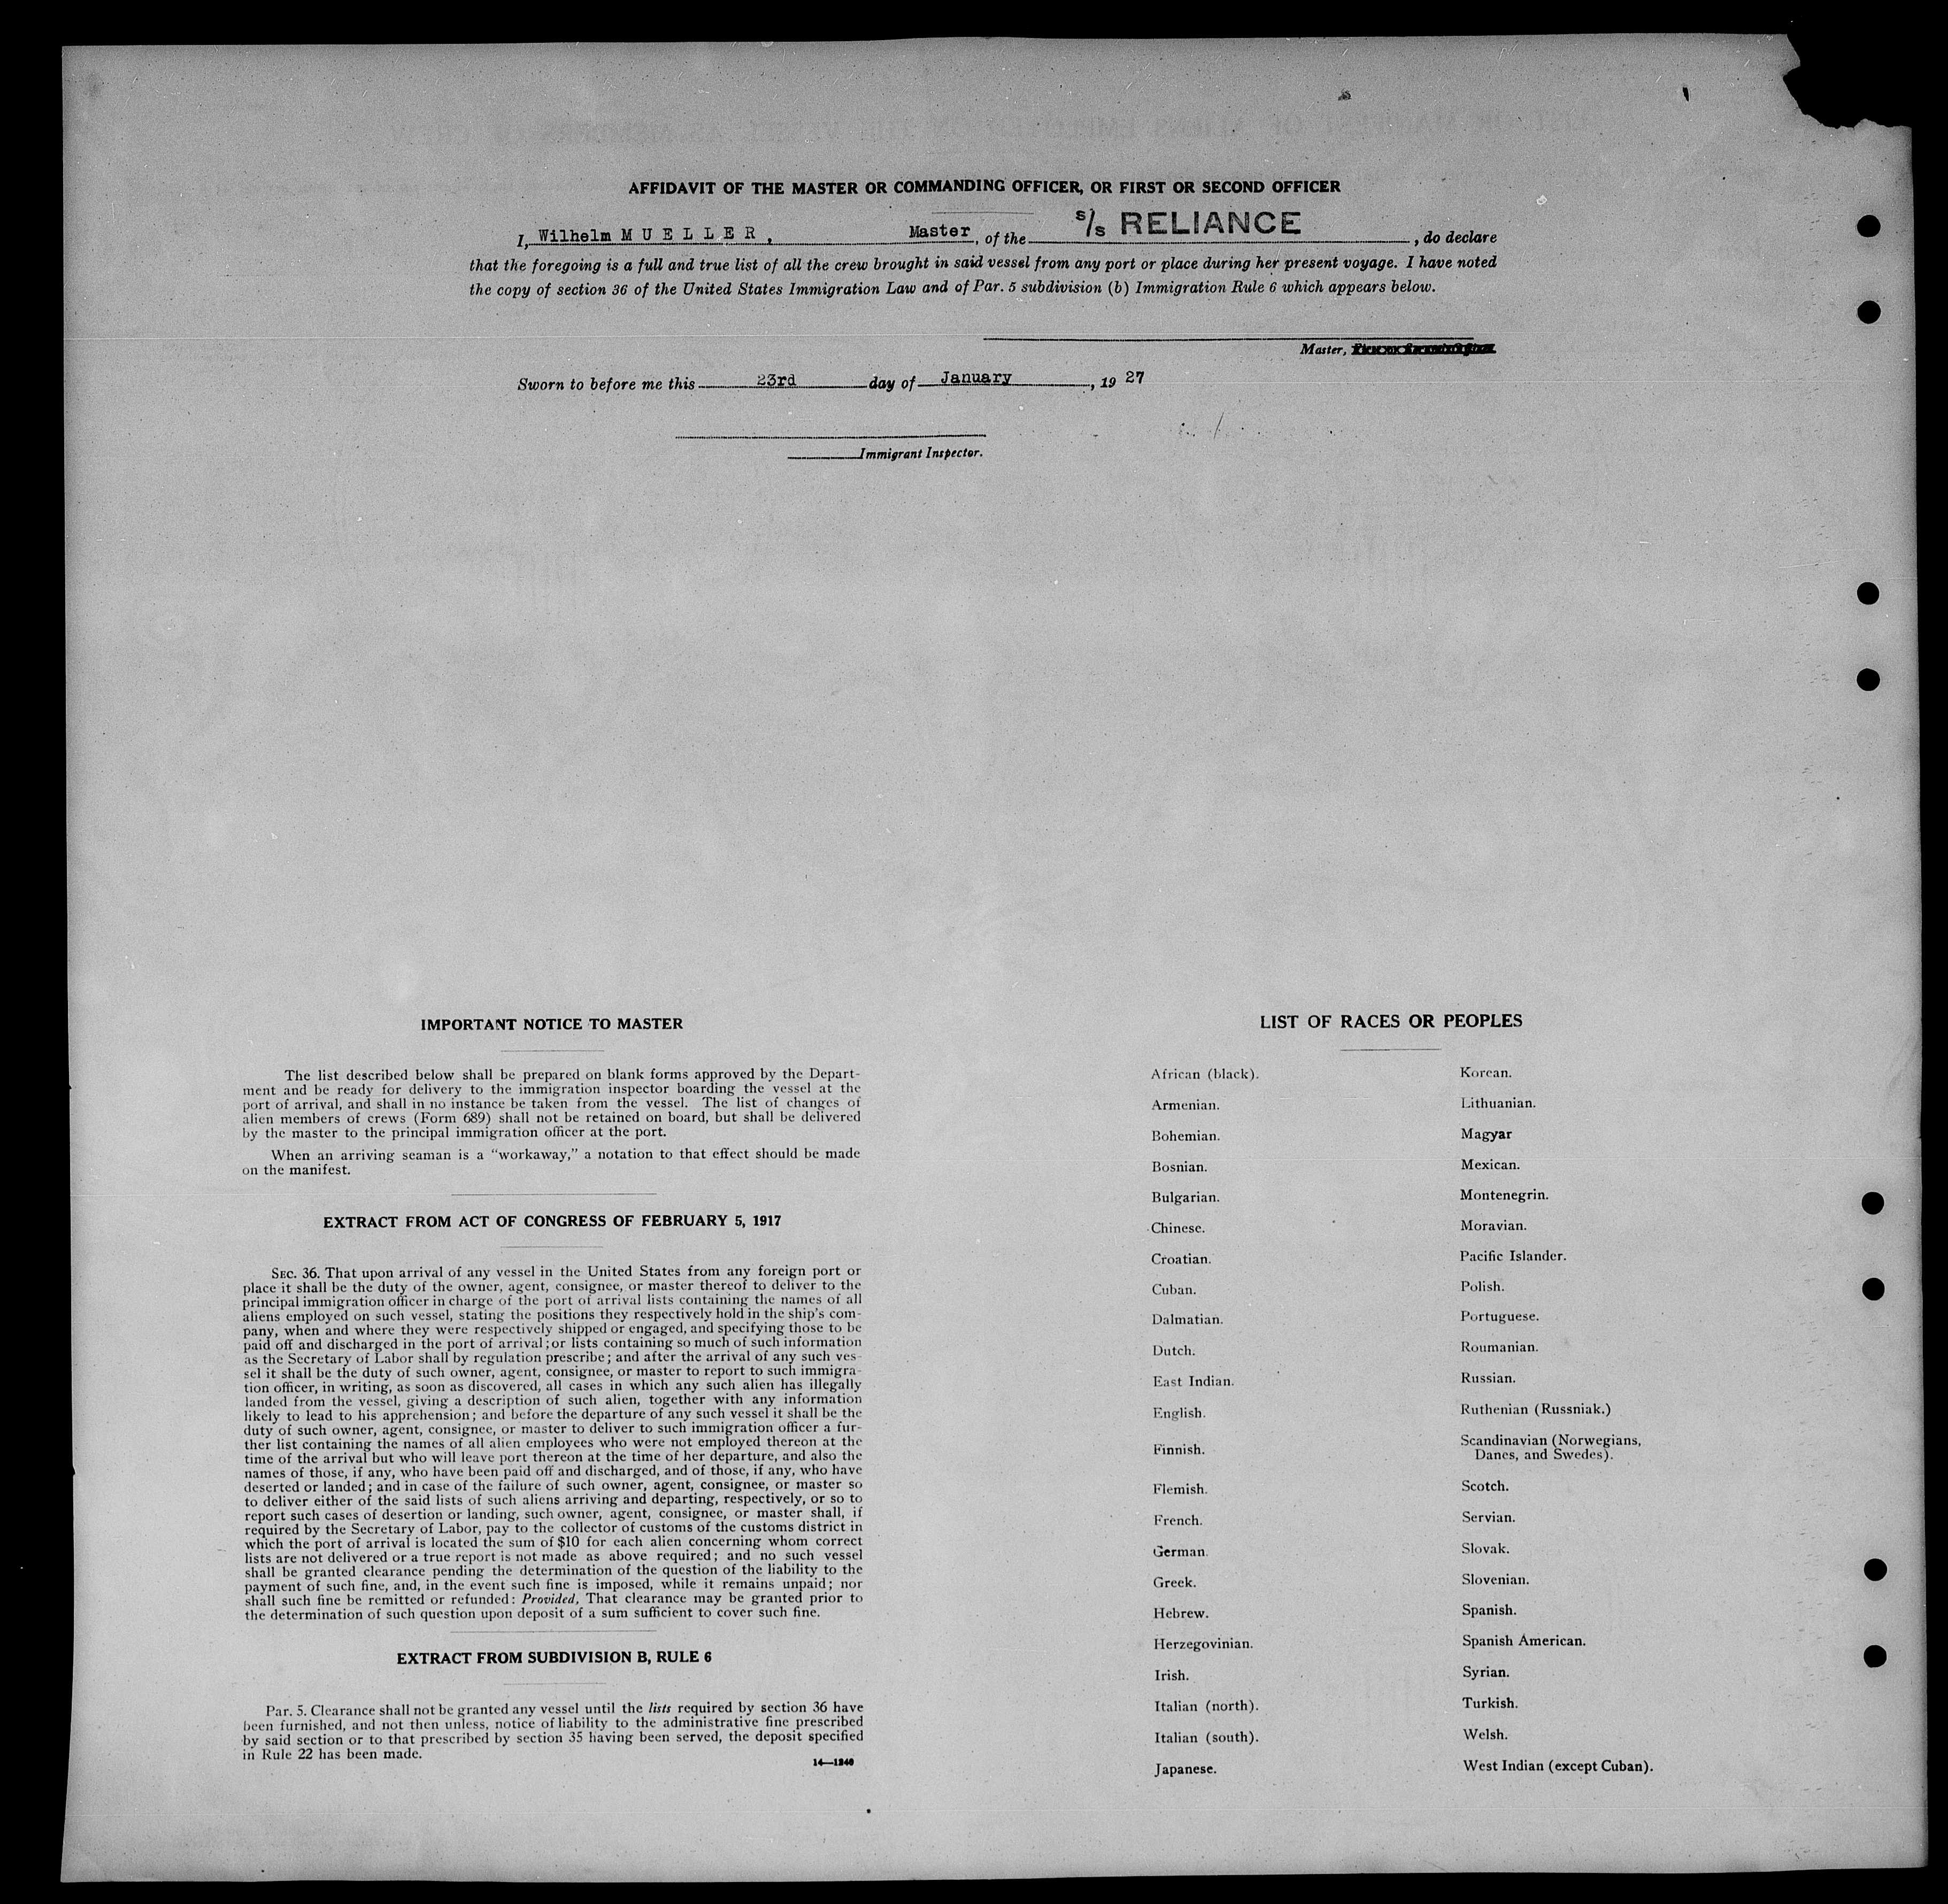 AFFIDAVIT OF THE MASTER OR COMMANDING OFFICER, OR FIRST OR SECOND OFFICER
I, Wilhelm M U E L L E R , Master, of the s/s RELIANCE, do declare
that the foregoing is a full and true list of all the crew brought in said vessel from any port or place during her present voyage. I have noted
the copy of section 36 of the United States Immigration Law and of Par. 5 subdivision (b) Immigration Rule 6 which appears below.
Master,
Sworn to before me this 23rd day of January, 19 27
Immigrant Inspector.
IMPORTANT NOTICE TO MASTER
The list described below shall be prepared on blank forms approved by the Depart-
ment and be ready for delivery to the immigration inspector boarding the vessel at the
port of arrival, and shall in no instance be taken from the vessel. The list of changes of
alien members of crews (Form 689) shall not be retained on board, but shall be delivered
by the master to the principal immigration officer at the port.
When an arriving seaman is a "workaway," a notation to that effect should be made
on the manifest.
EXTRACT FROM ACT OF CONGRESS OF FEBRUARY 5, 1917
SEC. 36. That upon arrival of any vessel in the United States from any foreign port or
place it shall be the duty of the owner, agent, consignee, or master thereof to deliver to the
principal immigration officer in charge of the port of arrival lists containing the names of all
aliens employed on such vessel, stating the positions they respectively hold in the ship's com-
pany, when and where they were respectively shipped or engaged, and specifying those to be
paid off and discharged in the port of arrival; or lists containing so much of such information
as the Secretary of Labor shall by regulation prescribe; and after the arrival of any such ves-
sel it shall be the duty of such owner, agent, consignee, or master to report to such immigra-
tion officer, in writing, as soon as discovered, all cases in which any such alien has illegally
landed from the vessel, giving a description of such alien, together with any information
likely to lead to his apprehension; and before the departure of any such vessel it shall be the
duty of such owner, agent, consignee, or master to deliver to such immigration officer a fur-
ther list containing the names of all alien employees who were not employed thereon at the
time of the arrival but who will leave port thereon at the time of her departure, and also the
names of those, if any, who have been paid off and discharged, and of those, if any, who have
deserted or landed; and in case of the failure of such owner, agent, consignee, or master so
to deliver either of the said lists of such aliens arriving and departing, respectively, or so to
report such cases of desertion or landing, such owner, agent, consignee, or master shall, if
required by the Secretary of Labor, pay to the collector of customs of the customs district in
which the port of arrival is located the sum of $10 for each alien concerning whom correct
lists are not delivered or a true report is not made as above required; and no such vessel
shall be granted clearance pending the determination of the question of the liability to the
payment of such fine, and, in the event such fine is imposed, while it remains unpaid; nor
shall such fine be remitted or refunded: Provided, That clearance may be granted prior to
the determination of such question upon deposit of a sum sufficient to cover such fine.
EXTRACT FROM SUBDIVISION B, RULE 6
Par. 5. Clearance shall not be granted any vessel until the lists required by section 36 have
been furnished, and not then unless, notice of liability to the administrative fine prescribed
by said section or to that prescribed by section 35 having been served, the deposit specified
in Rule 22 has been made.
14—1240
LIST OF RACES OR PEOPLES
African (black).
Armenian.
Bohemian.
Bosnian.
Bulgarian.
Chinese.
Croatian.
Cuban.
Dalmatian.
Dutch.
East Indian.
English.
Finnish.
Flemish.
French.
German.
Greek.
Hebrew.
Herzegovinian.
Irish.
Italian (north).
Italian (south).
Japanese.
Korean.
Lithuanian.
Magyar
Mexican.
Montenegrin.
Moravian.
Pacific Islander.
Polish.
Portuguese.
Roumanian.
Russian.
Ruthenian (Russniak.)
Scandinavian (Norwegians,
Danes, and Swedes).
Scotch.
Servian.
Slovak.
Slovenian.
Spanish.
Spanish American.
Syrian.
Turkish.
Welsh.
West Indian (except Cuban).